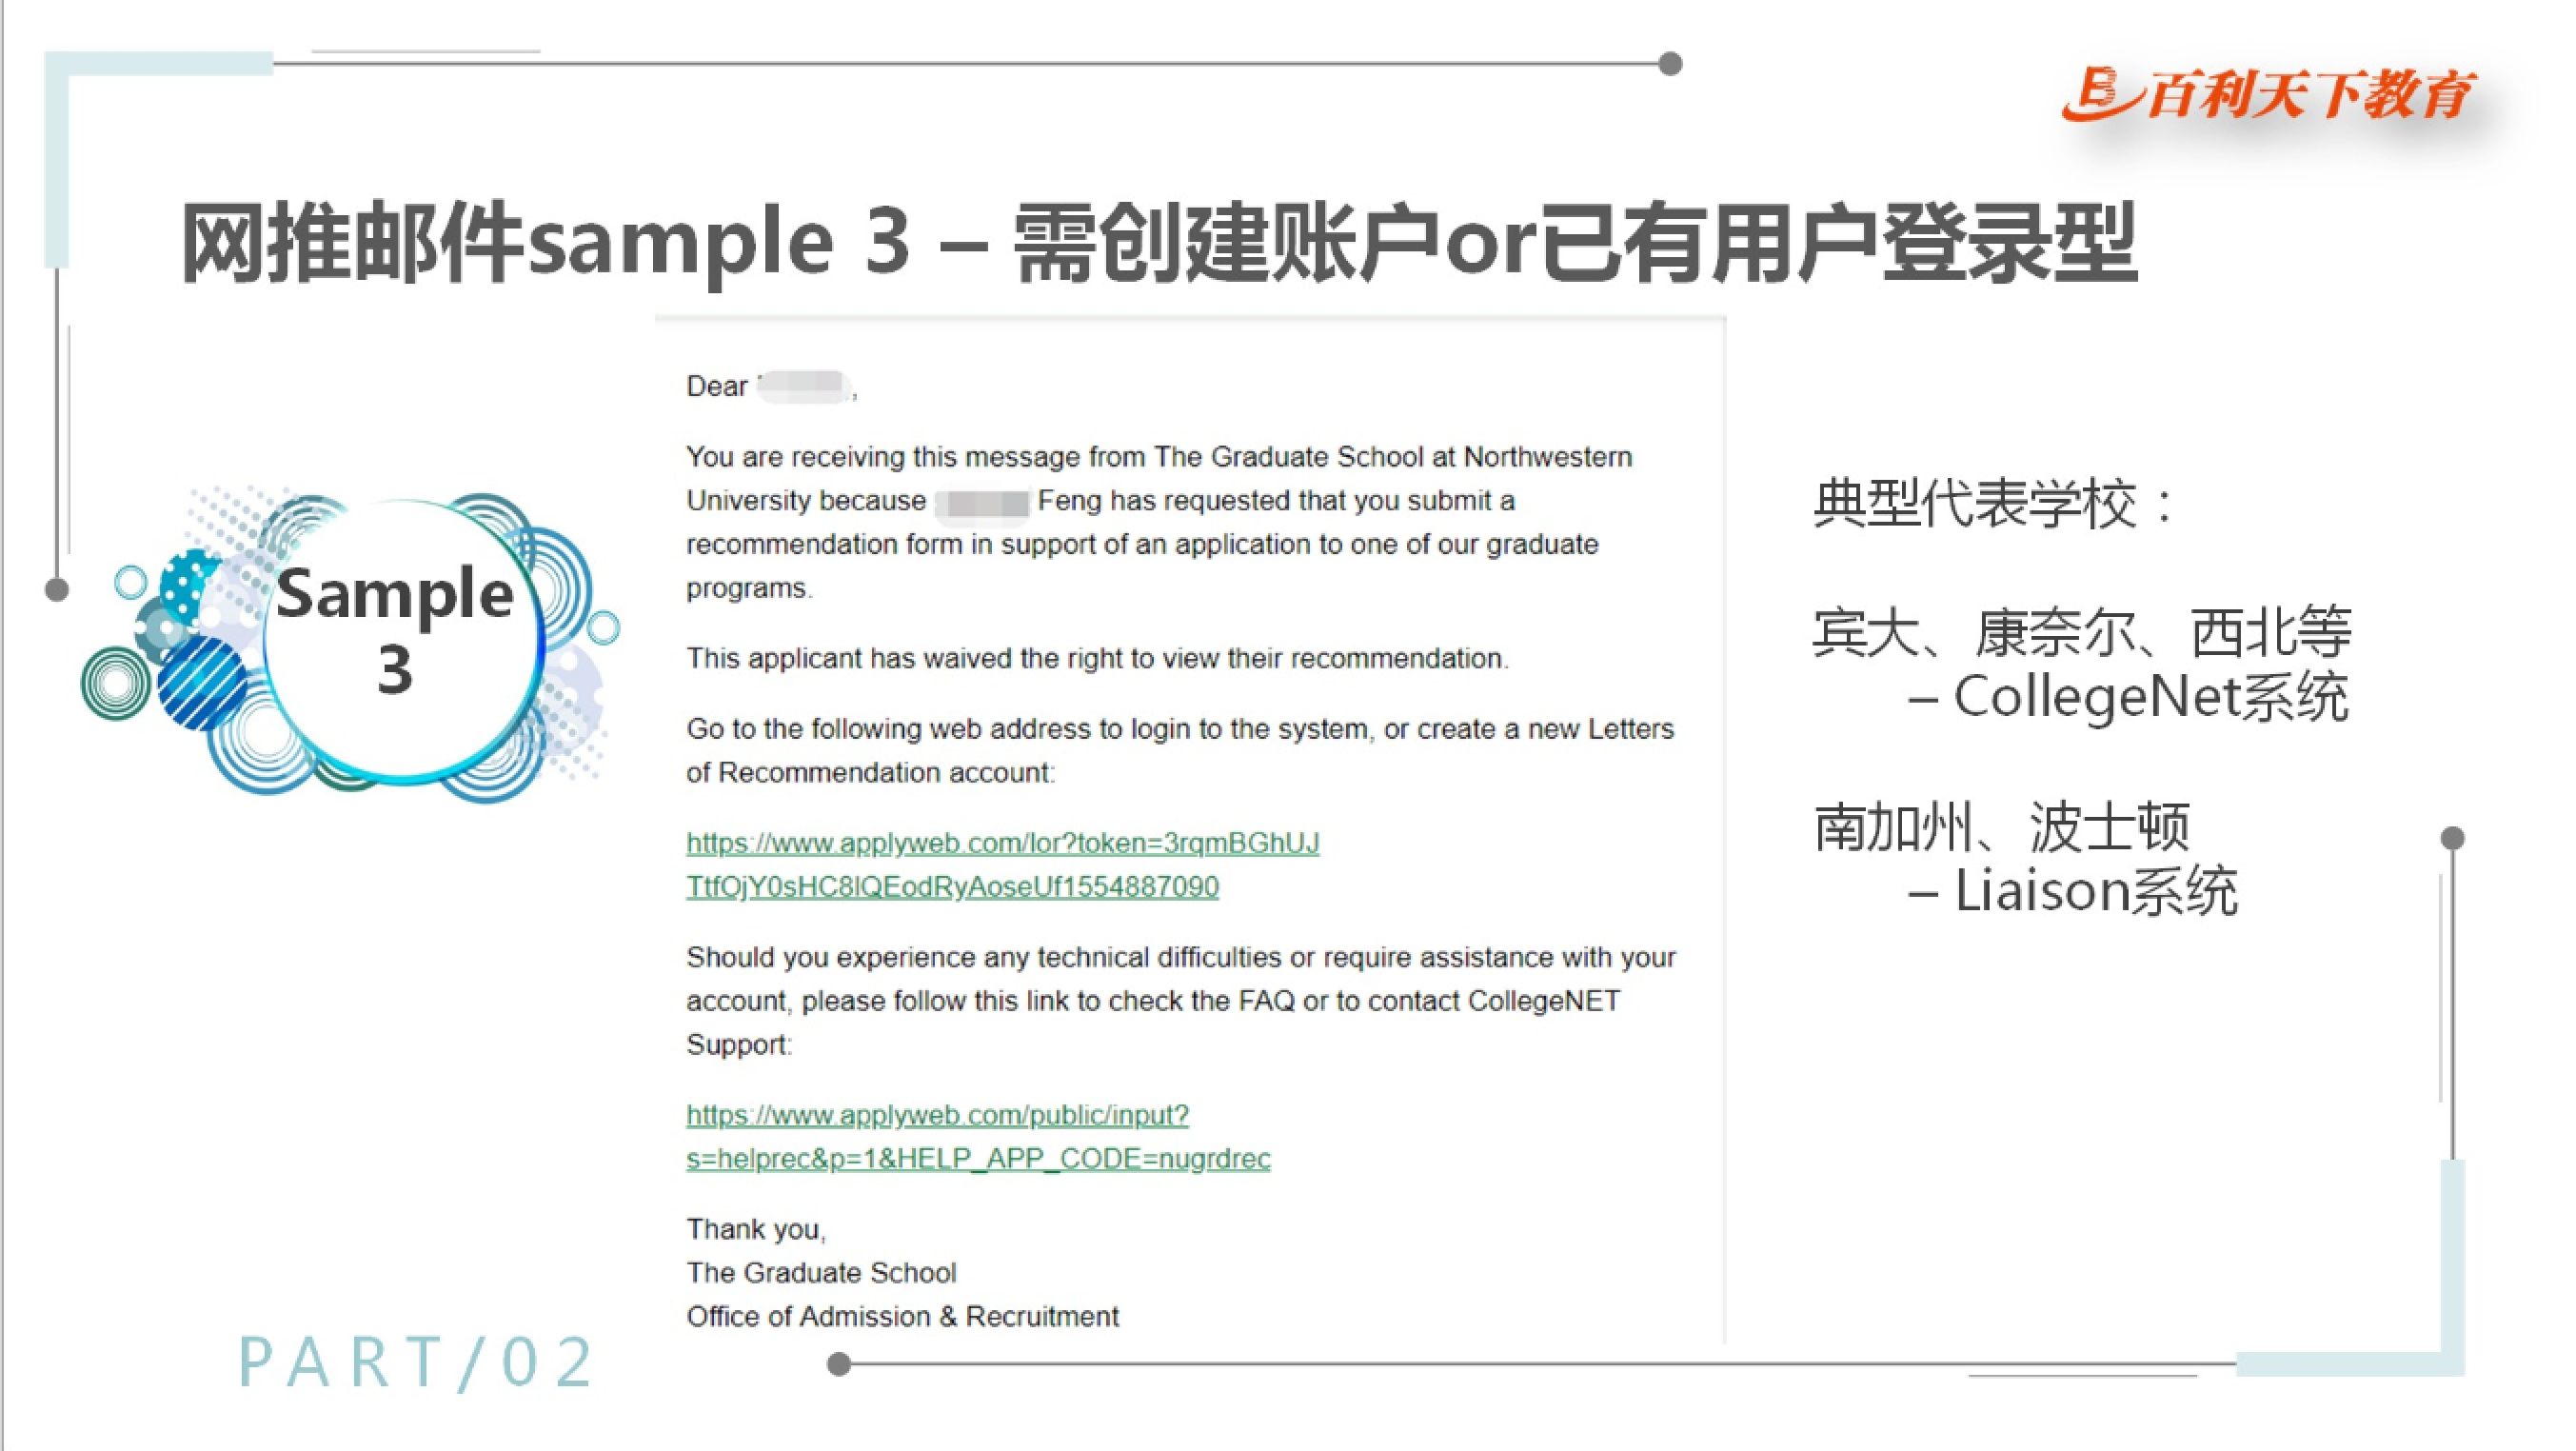 百利天下教育
网推邮件sample 3 – 需创建账户or已有用户登录型
Sample
3
Dear ,
You are receiving this message from The Graduate School at Northwestern
University because Feng has requested that you submit a
recommendation form in support of an application to one of our graduate
programs.
This applicant has waived the right to view their recommendation.
Go to the following web address to login to the system, or create a new Letters
of Recommendation account:
https://www.applyweb.com/lor?token=3rqmBGhUJ
TtfOjY0sHC8lQEodRyAoseUf1554887090
Should you experience any technical difficulties or require assistance with your
account, please follow this link to check the FAQ or to contact CollegeNET
Support:
https://www.applyweb.com/public/input?
s=helprec&p=1&HELP_APP_CODE=nugrdrec
Thank you,
The Graduate School
Office of Admission & Recruitment
典型代表学校：
宾大、康奈尔、西北等
– CollegeNet系统
南加州、波士顿
– Liaison系统
PART/02